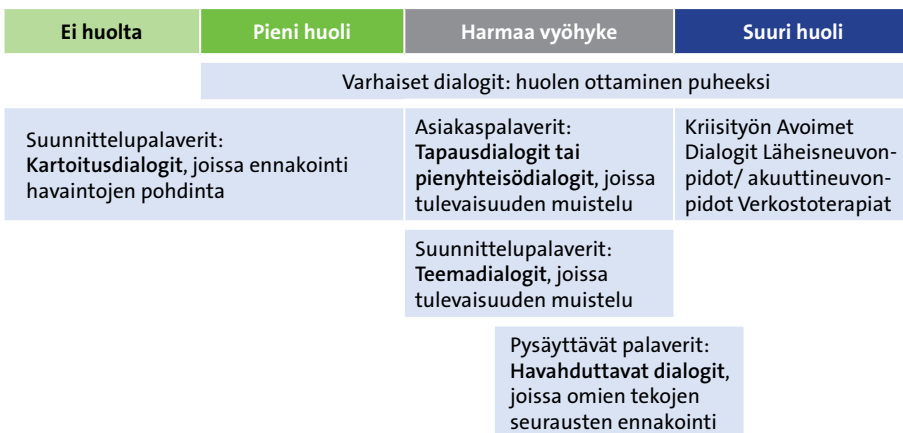 Ei huolta
Pieni huoli
Harmaa vyöhyke
Suuri huoli
Varhaiset dialogit: huolen ottaminen puheeksi
Suunnittelupalaverit:
Kartoitusdialogit, joissa ennakointi
havaintojen pohdinta
Asiakaspalaverit:
Tapausdialogit tai
pienyhteisödialogit, joissa
tulevaisuuden muistelu
Kriisityön Avoimet
Dialogit Läheisneuvon-
pidot/ akuuttineuvon-
pidot Verkostoterapiat
Suunnittelupalaverit:
Teemadialogit, joissa
tulevaisuuden muistelu
Pysäyttävät palaverit:
Havahduttavat dialogit,
joissa omien tekojen
seurausten ennakointi